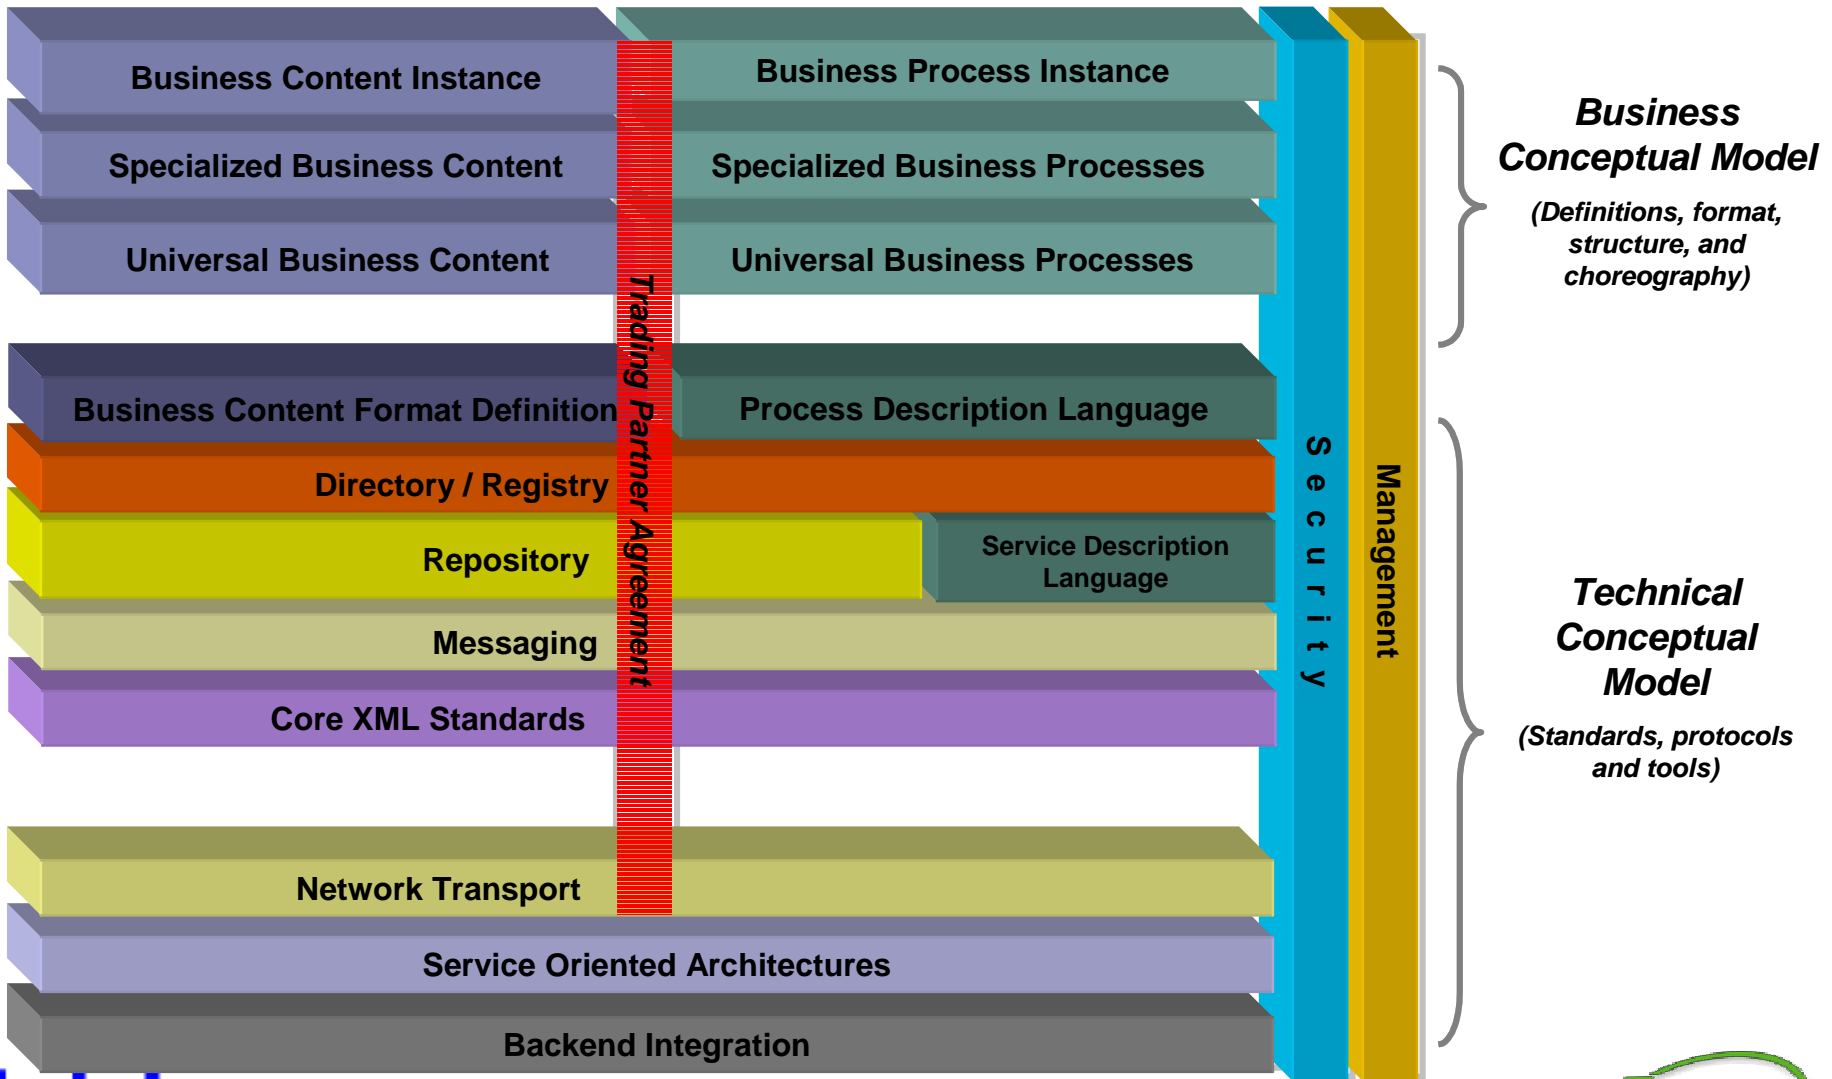 Business Content Instance
Business Process Instance
Specialized Business Content
Specialized Business Processes
Universal Business Content
Universal Business Processes
Trading Partner Agreement
Business Content Format Definition
Process Description Language
Directory / Registry
Repository
Service Description
Language
Messaging
Core XML Standards
Network Transport
Service Oriented Architectures
Backend Integration
Security
Management
Business
Conceptual Model
(Definitions, format,
structure, and
choreography)
Technical
Conceptual
Model
(Standards, protocols
and tools)